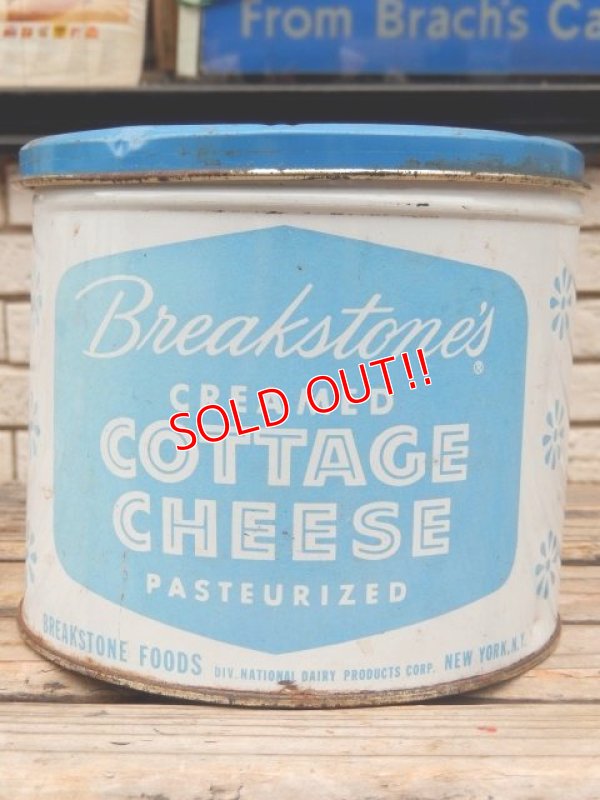 From Brach's Ca
Breakstone's ®
CREAMED
SOLD OUT!!
COTTAGE
CHEESE
PASTEURIZED
BREAKSTONE FOODS DIV. NATIONAL DAIRY PRODUCTS CORP. NEW YORK, N.Y.